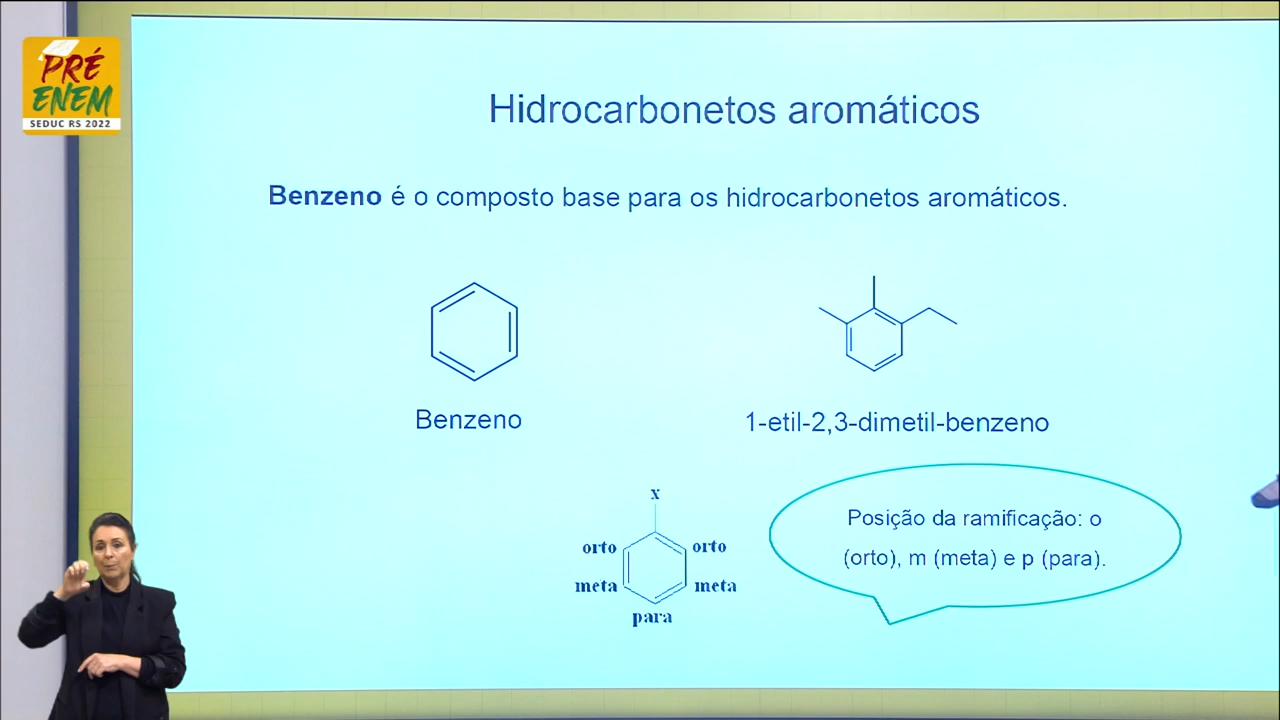 PRÉ
ENEM
SEDUC RS 2022
Hidrocarbonetos aromáticos
Benzeno é o composto base para os hidrocarbonetos aromáticos.
Benzeno
1-etil-2,3-dimetil-benzeno
x
orto orto
meta meta
para
Posição da ramificação: o
(orto), m (meta) e p (para).